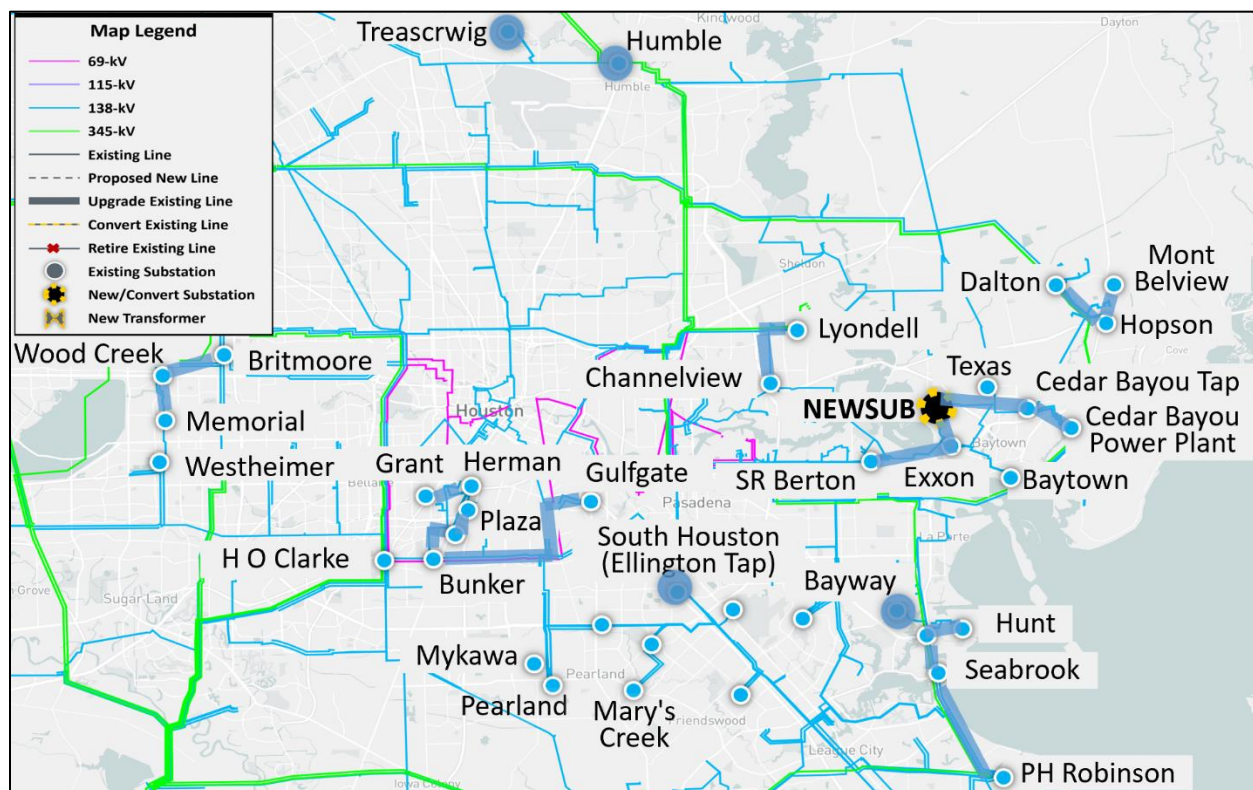 Map Legend
69-kV
115-kV
138-kV
345-kV
Existing Line
Proposed New Line
Upgrade Existing Line
Convert Existing Line
Retire Existing Line
Existing Substation
New/Convert Substation
New Transformer
Treascrwig
Humble
Kingwood
Dayton
Humble
Sheldon
Dalton
Mont
Belview
Hopson
Cove
Lyondell
Channelview
Wood Creek
Britmoore
Memorial
Westheimer
Houston
Texas
Cedar Bayou Tap
NEWSUB
Cedar Bayou
Power Plant
Baytown
Exxon
SR Berton
Baytown
Grant
Herman
Gulfgate
Bellaire
Plaza
Pasadena
H O Clarke
Bunker
South Houston
(Ellington Tap)
La Porte
Bayway
Hunt
Seabrook
Sugar Land
Mykawa
Pearland
Pearland
Mary's
Creek
Friendswood
League City
PH Robinson
Iowa Colony